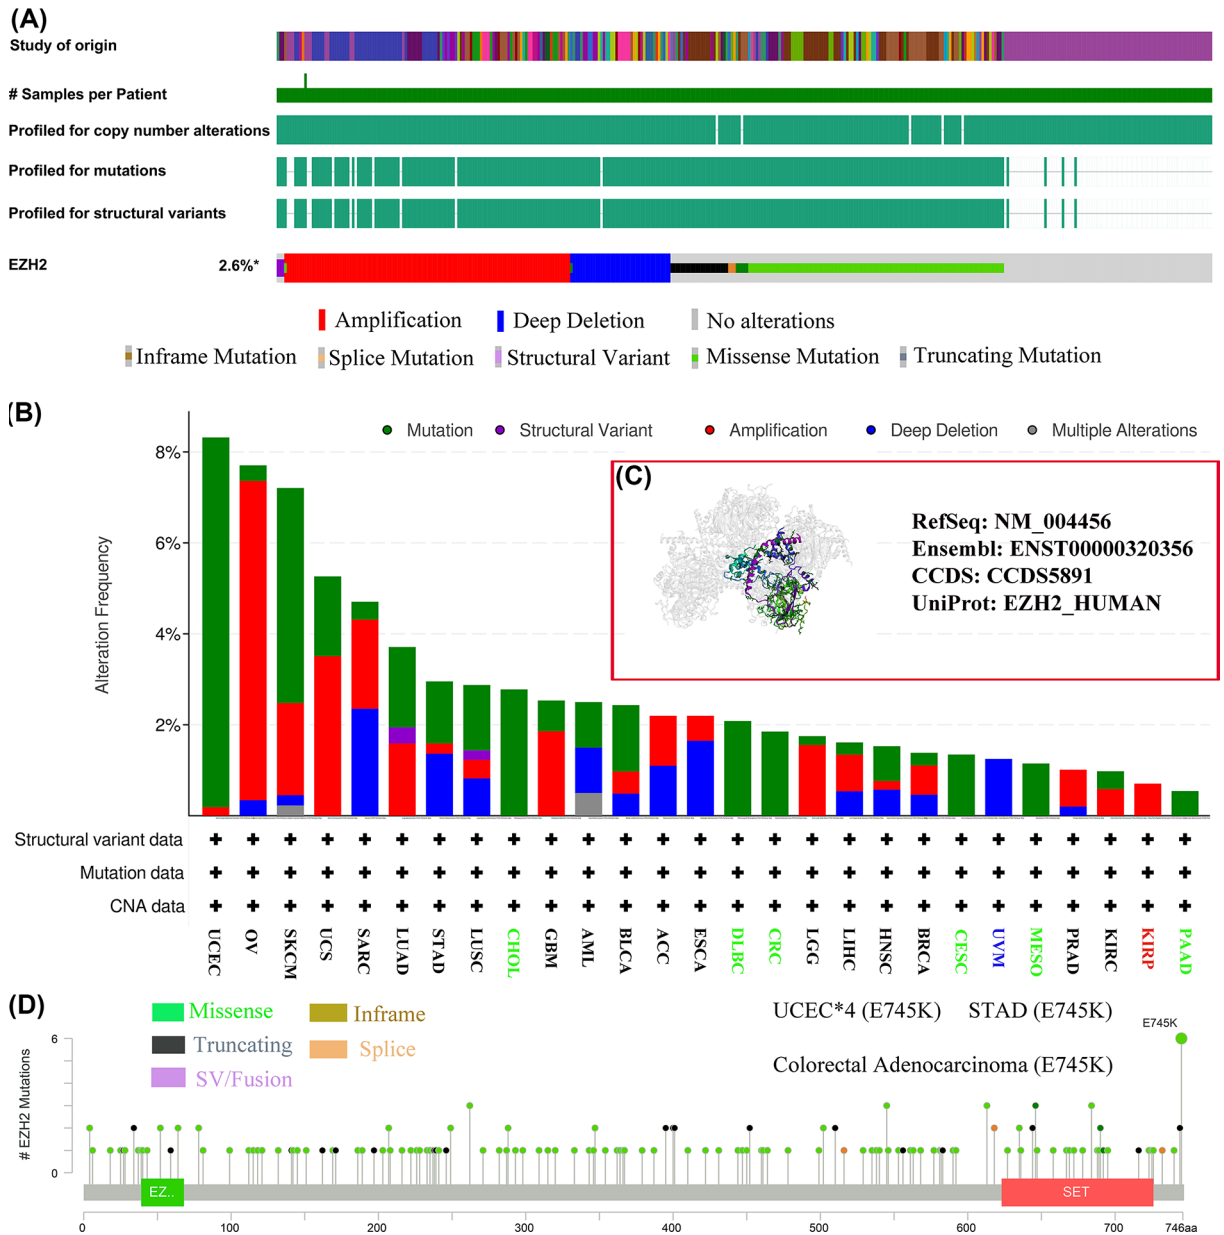 (A)
Study of origin
# Samples per Patient
Profiled for copy number alterations
Profiled for mutations
Profiled for structural variants
EZH2 2.6%*
Amplification Deep Deletion No alterations
Inframe Mutation Splice Mutation Structural Variant Missense Mutation Truncating Mutation
(B)
Mutation Structural Variant Amplification Deep Deletion Multiple Alterations
8%
6%
4%
2%
Alteration Frequency
(C)
RefSeq: NM_004456
Ensembl: ENST00000320356
CCDS: CCDS5891
UniProt: EZH2_HUMAN
Structural variant data + + + + + + + + + + + + + + + + + + + + + + + + + + +
Mutation data + + + + + + + + + + + + + + + + + + + + + + + + + + +
CNA data + + + + + + + + + + + + + + + + + + + + + + + + + + +
UCEC OV SKCM UCS SARC LUAD STAD LUSC CHOL GBM AML BLCA ACC ESCA DLBC CRC LGG LIHC HNSC BRCA CESC UVM MESO PRAD KIRC KIRP PAAD
(D)
Missense Inframe
Truncating Splice
SV/Fusion
UCEC*4 (E745K) STAD (E745K)
Colorectal Adenocarcinoma (E745K)
E745K
# EZH2 Mutations
6
0
EZ.. SET
0 100 200 300 400 500 600 700 746aa